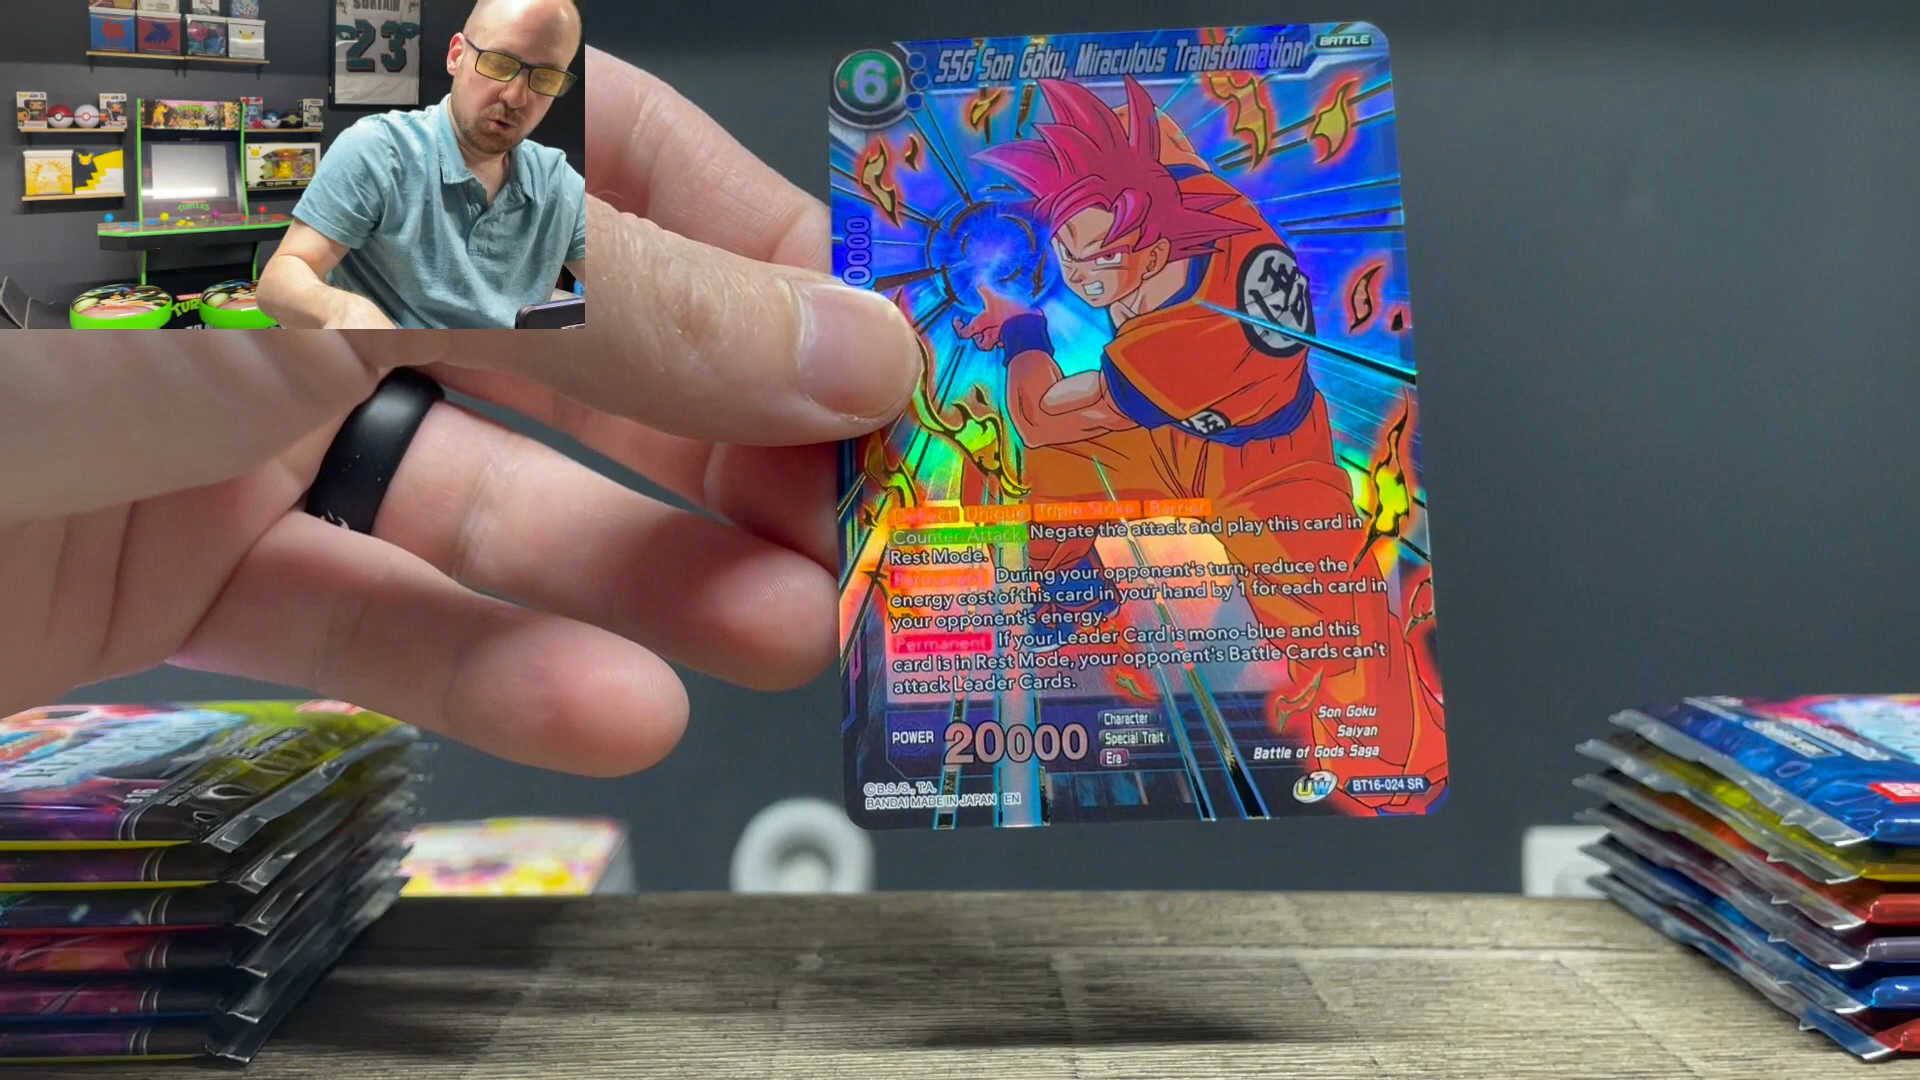 SURTAIN
23
TURTLES
BATTLE
6
SSG Son Goku, Miraculous Transformation
0000
Deflect Unique Triple Strike Barrier
Counter:Attack Negate the attack and play this card in
Rest Mode.
Permanent During your opponent's turn, reduce the
energy cost of this card in your hand by 1 for each card in
your opponent's energy.
Permanent If your Leader Card is mono-blue and this
card is in Rest Mode, your opponent's Battle Cards can't
attack Leader Cards.
POWER 20000
Character Son Goku
Special Trait Saiyan
Era Battle of Gods Saga
©B.S./S., T.A.
BANDAI MADE IN JAPAN EN
UW BT16-024 SR